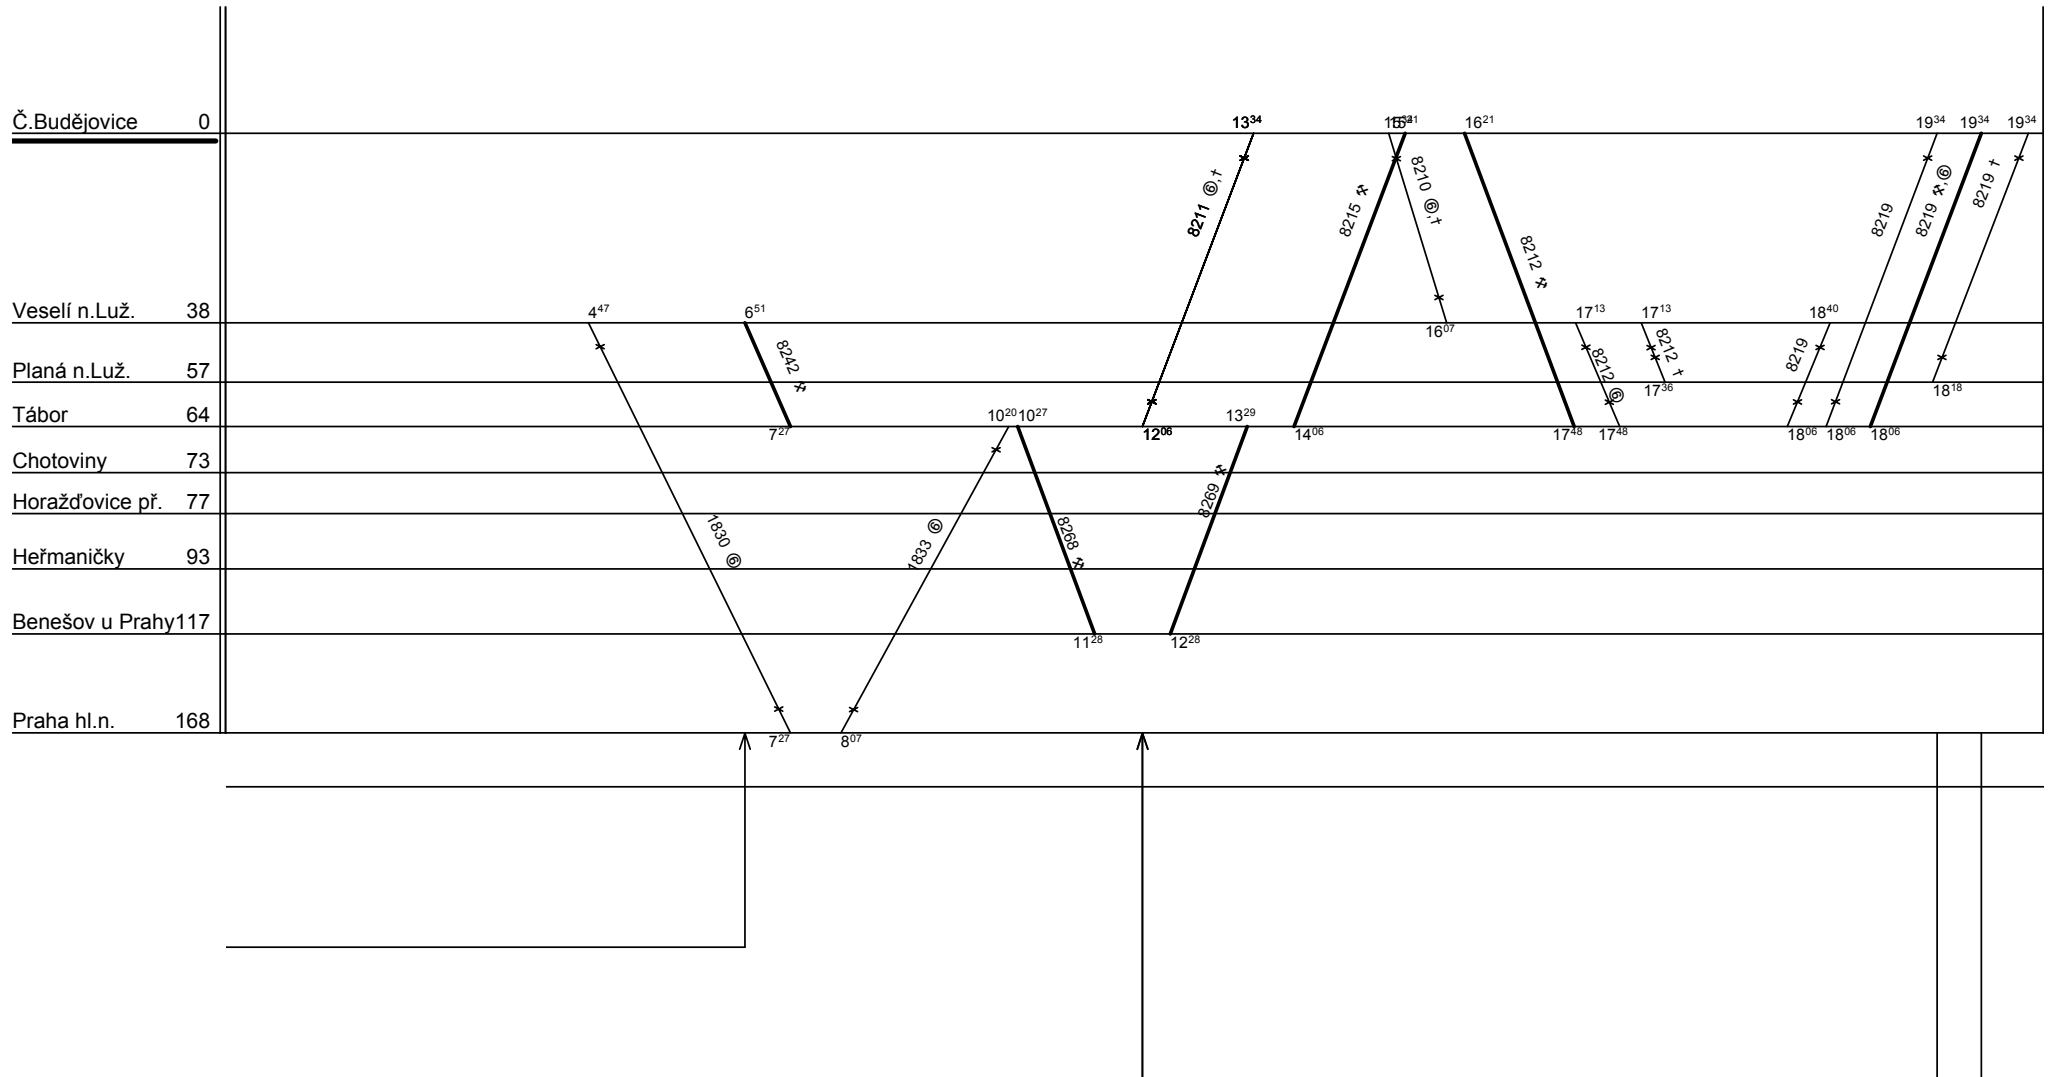 13³⁴ 16²¹ 19³⁴ 19³⁴ 19³⁴
Č.Budějovice 0
8211 ⑥,†
8215 ⚒
8210 ⑥,†
8212 ⚒
8219
8219 ⚒,⑥
8219 †
Veselí n.Luž. 38
4⁴⁷ 6⁵¹ 17¹³ 17¹³ 18⁴⁰
16⁰⁷
8242 ⚒
8212 ⑥
8212 †
8219
Planá n.Luž. 57
17³⁶ 18¹⁸
Tábor 64
10²⁰ 10²⁷ 13²⁹
7²⁷ 12⁰⁶ 14⁰⁶ 17⁴⁸ 17⁴⁸ 18⁰⁶ 18⁰⁶ 18⁰⁶
Chotoviny 73
Horažďovice př. 77
8269 ⚒
1830 ⑥
1833 ⑥
8268 ⚒
Heřmaničky 93
Benešov u Prahy 117
11²⁸ 12²⁸
Praha hl.n. 168
7²⁷ 8⁰⁷